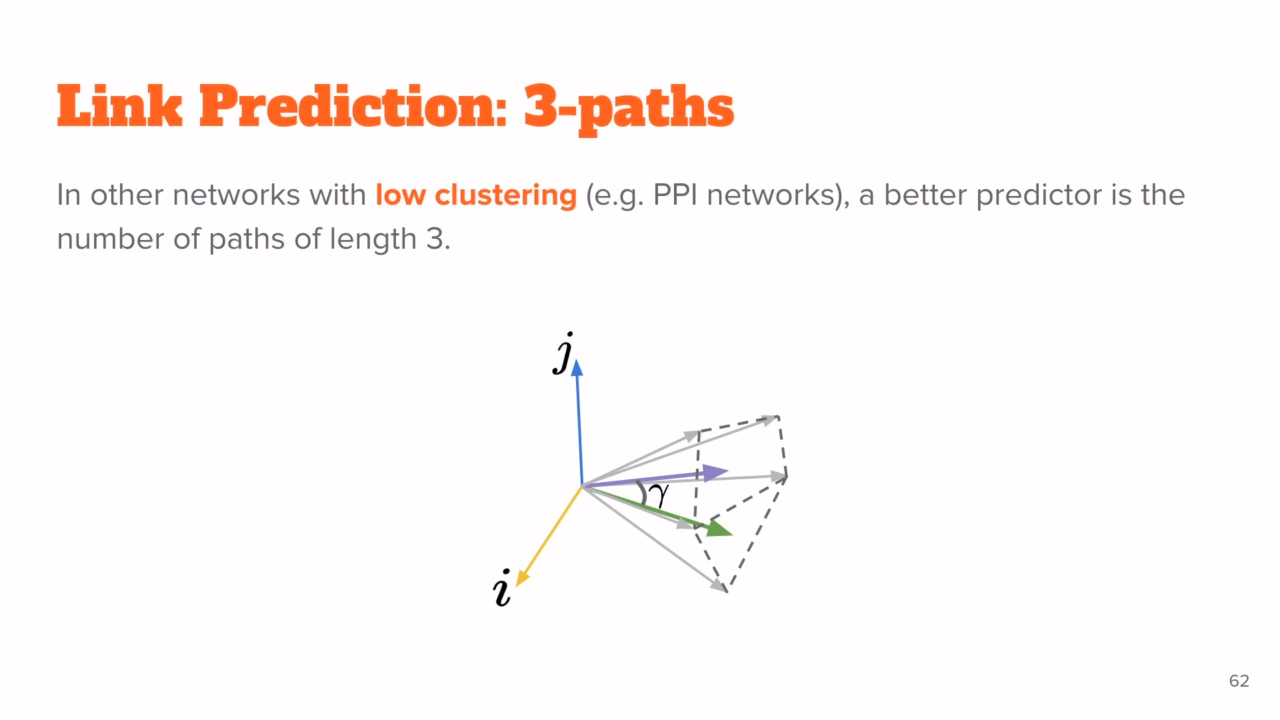 Link Prediction: 3-paths
In other networks with low clustering (e.g. PPI networks), a better predictor is the
number of paths of length 3.
j
γ
i
62